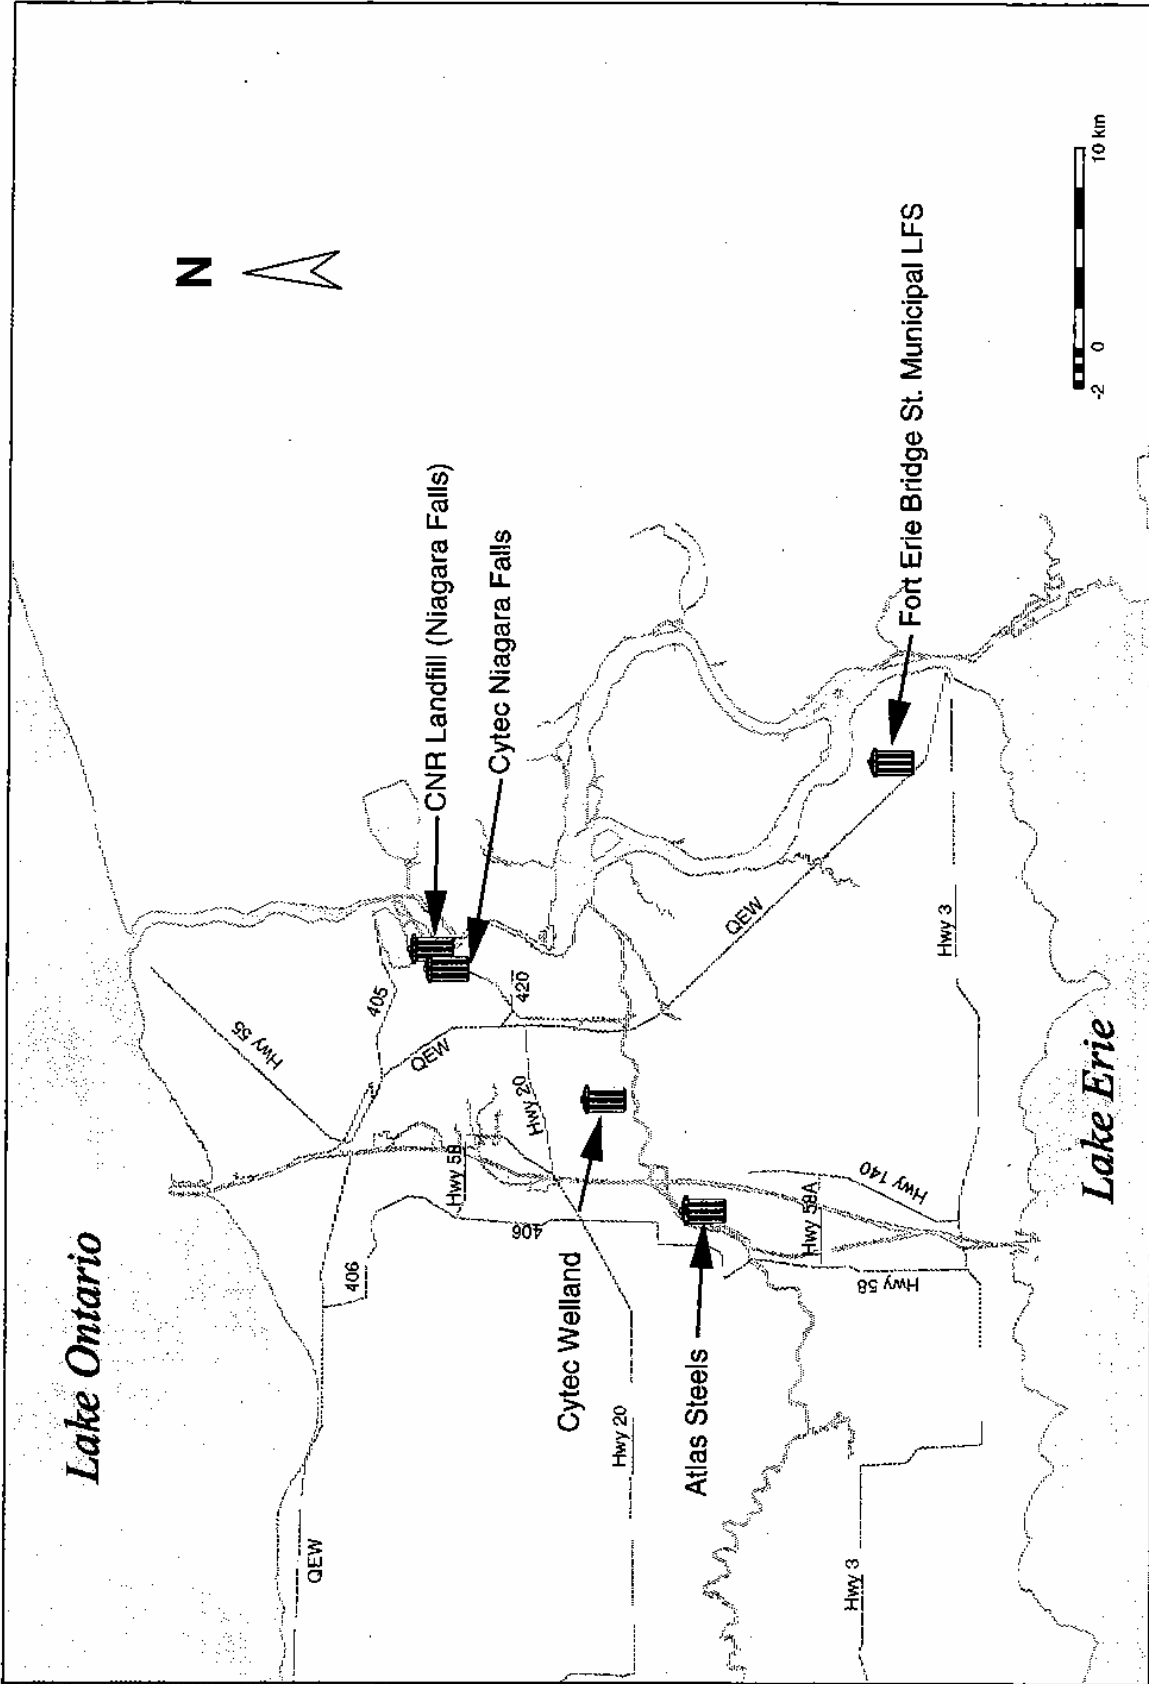 Lake Ontario
N
QEW
406
Hwy 55
405
QEW
Hwy 58
406
Hwy 20
420
CNR Landfill (Niagara Falls)
Cytec Niagara Falls
Cytec Welland
Hwy 20
Atlas Steels
QEW
Hwy 58A
Hwy 140
Hwy 58
Hwy 3
Hwy 3
Fort Erie Bridge St. Municipal LFS
Lake Erie
-2 0 10 km